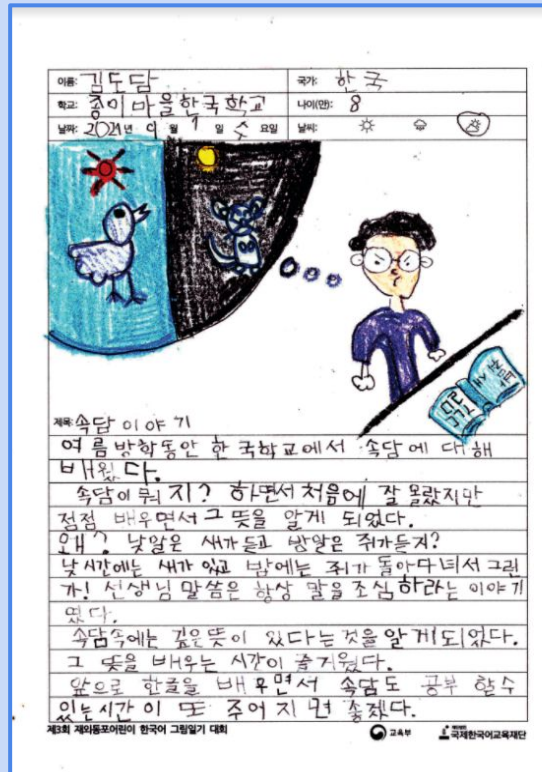 이름: 김도담 국가: 한국
학교: 종이마을한국학교 나이(만): 8
날짜: 2021년 9월 1일 수요일 날씨:
제목: 속담 이야기
여름방학동안 한국학교에서 속담에 대해
배웠다.
속담이 뭐지? 하면서 처음에 잘 몰랐지만
점점 배우면서 그 뜻을 알게 되었다.
왜? 낮말은 새가듣고 밤말은 쥐가듣지?
낮시간에는 새가 있고 밤에는 쥐가 돌아다녀서 그런
가! 선생님 말씀은 항상 말을 조심하라는 이야기
였다.
속담속에는 깊은뜻이 있다는 것을 알게되었다.
그 뜻을 배우는 시간이 즐거웠다.
앞으로 한글을 배우면서 속담도 공부 할수
있는시간이 또 주어지면 좋겠다.
제3회 재외동포어린이 한국어 그림일기 대회 교육부 국제한국어교육재단